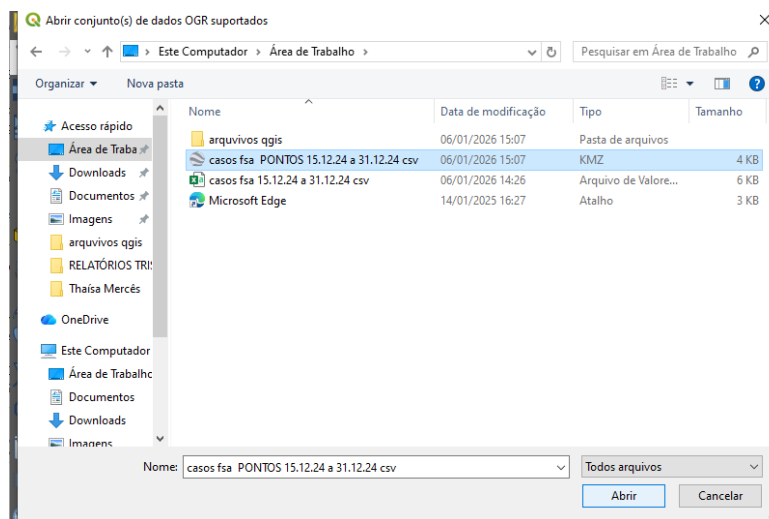 Abrir conjunto(s) de dados OGR suportados
Este Computador > Área de Trabalho >
Pesquisar em Área de Trabalho
Organizar
Nova pasta
Nome Data de modificação Tipo Tamanho
Acesso rápido
Área de Traba
Downloads
Documentos
Imagens
arquvivos qgis
RELATÓRIOS TRI
Thaísa Mercês
OneDrive
Este Computador
Área de Trabalho
Documentos
Downloads
Imagens
arquvivos qgis 06/01/2026 15:07 Pasta de arquivos
casos fsa  PONTOS 15.12.24 a 31.12.24 csv 06/01/2026 15:07 KMZ 4 KB
casos fsa 15.12.24 a 31.12.24 csv 06/01/2026 14:26 Arquivo de Valore... 6 KB
Microsoft Edge 14/01/2025 16:27 Atalho 3 KB
Nome: casos fsa  PONTOS 15.12.24 a 31.12.24 csv
Todos arquivos
Abrir
Cancelar